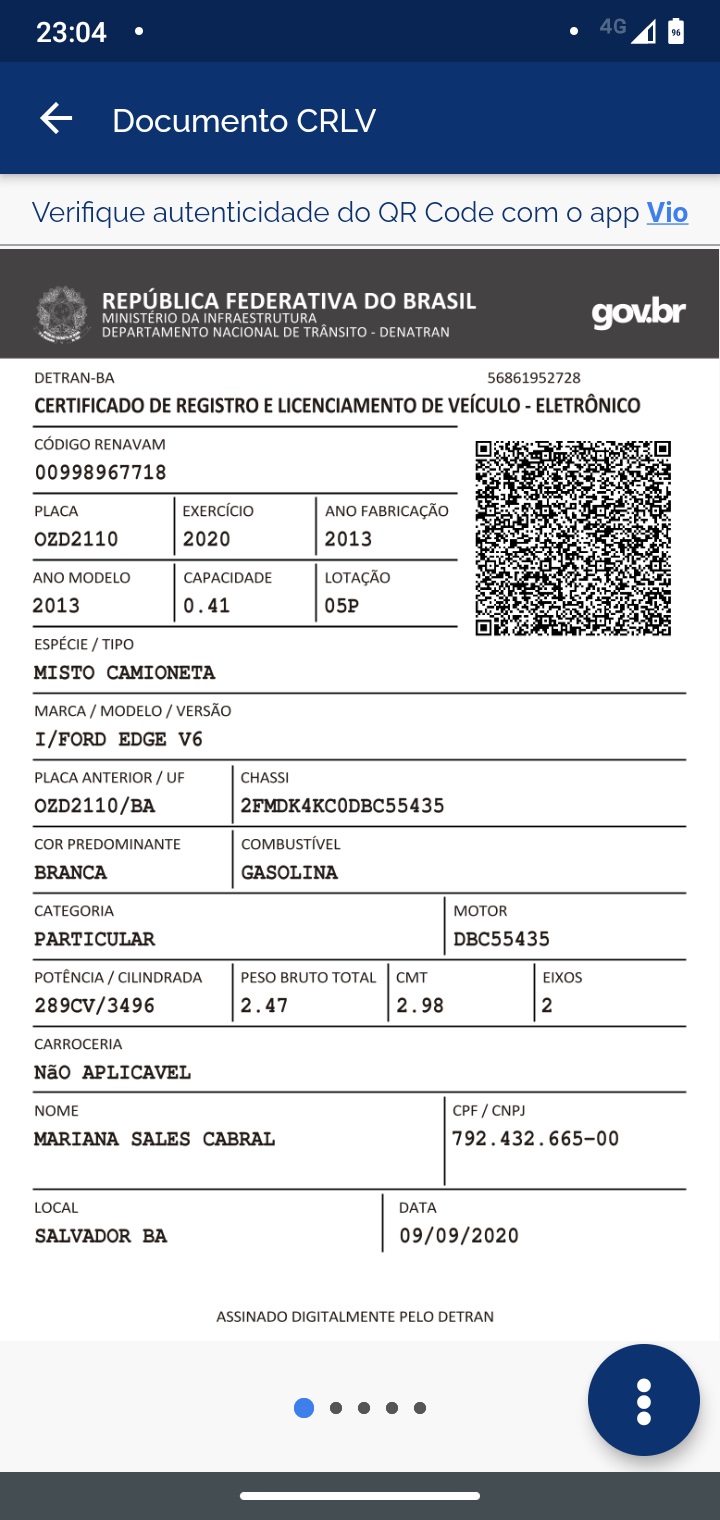 23:04
4G
96
Documento CRLV
Verifique autenticidade do QR Code com o app Vio
REPÚBLICA FEDERATIVA DO BRASIL
MINISTÉRIO DA INFRAESTRUTURA
DEPARTAMENTO NACIONAL DE TRÂNSITO - DENATRAN
gov.br
DETRAN-BA 56861952728
CERTIFICADO DE REGISTRO E LICENCIAMENTO DE VEÍCULO - ELETRÔNICO
CÓDIGO RENAVAM
00998967718
PLACA EXERCÍCIO ANO FABRICAÇÃO
OZD2110 2020 2013
ANO MODELO CAPACIDADE LOTAÇÃO
2013 0.41 05P
ESPÉCIE / TIPO
MISTO CAMIONETA
MARCA / MODELO / VERSÃO
I/FORD EDGE V6
PLACA ANTERIOR / UF CHASSI
OZD2110/BA 2FMDK4KC0DBC55435
COR PREDOMINANTE COMBUSTÍVEL
BRANCA GASOLINA
CATEGORIA MOTOR
PARTICULAR DBC55435
POTÊNCIA / CILINDRADA PESO BRUTO TOTAL CMT EIXOS
289CV/3496 2.47 2.98 2
CARROCERIA
NãO APLICAVEL
NOME CPF / CNPJ
MARIANA SALES CABRAL 792.432.665-00
LOCAL DATA
SALVADOR BA 09/09/2020
ASSINADO DIGITALMENTE PELO DETRAN